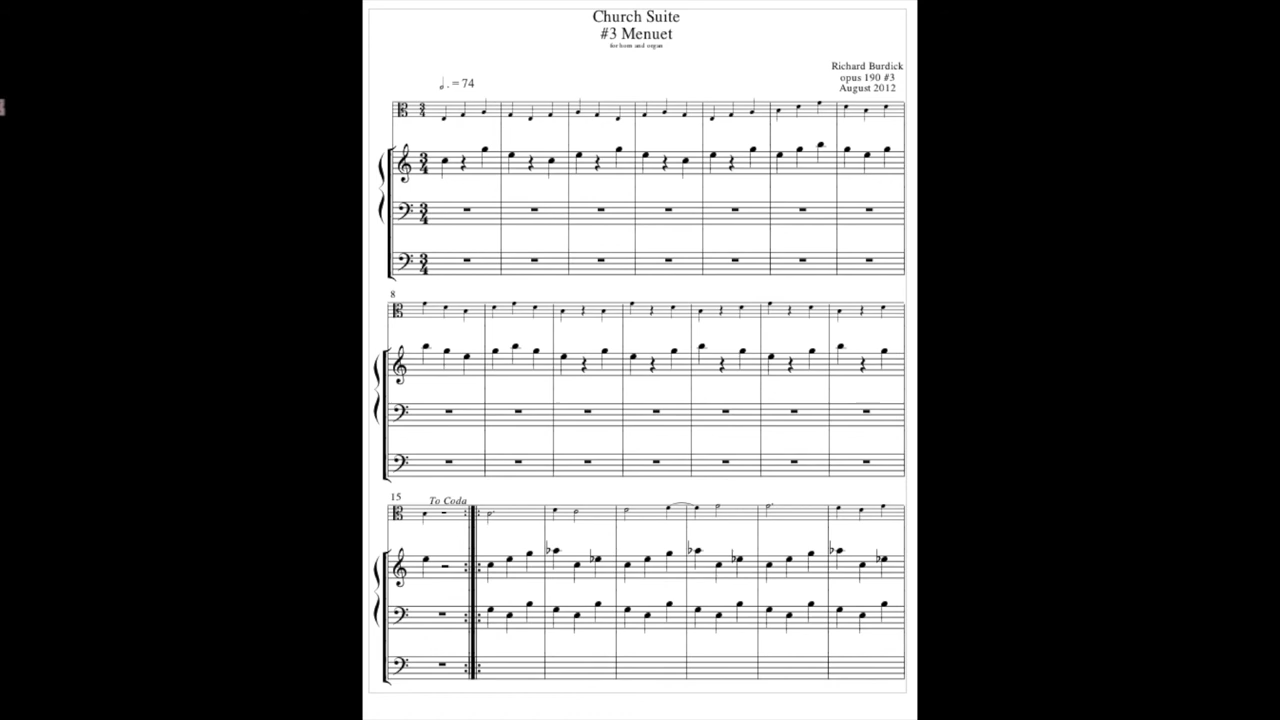 Church Suite
#3 Menuet
for horn and organ
Richard Burdick
opus 190 #3
August 2012
. = 74
8
15
To Coda